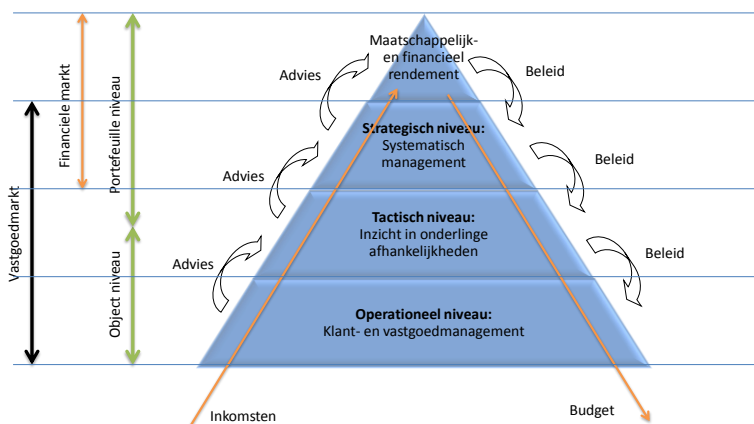 Maatschappelijk-
en financieel
rendement
Advies
Beleid
Strategisch niveau:
Systematisch
management
Advies
Beleid
Tactisch niveau:
Inzicht in onderlinge
afhankelijkheden
Advies
Beleid
Operationeel niveau:
Klant- en vastgoedmanagement
Inkomsten
Budget
Vastgoedmarkt
Financiele markt
Portefeuille niveau
Object niveau